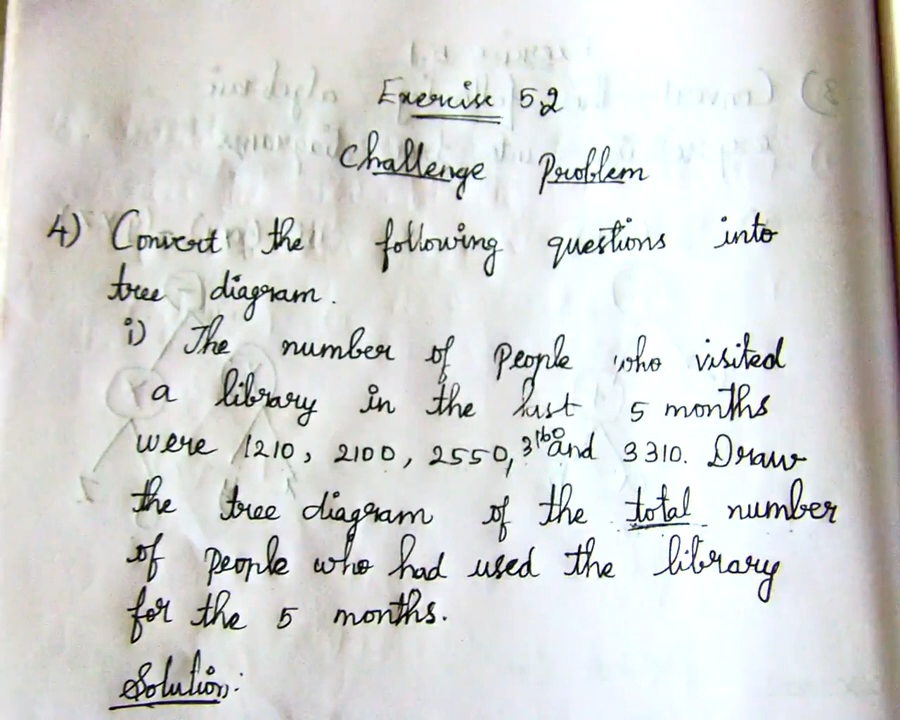 Exercise 5.2
Challenge Problem
4) Convert the following questions into
tree diagram.
i) The number of People who visited
a library in the last 5 months
were 1210, 2100, 2550, 3160 and 3310. Draw
the tree diagram of the total number
of people who had used the library
for the 5 months.
Solution: